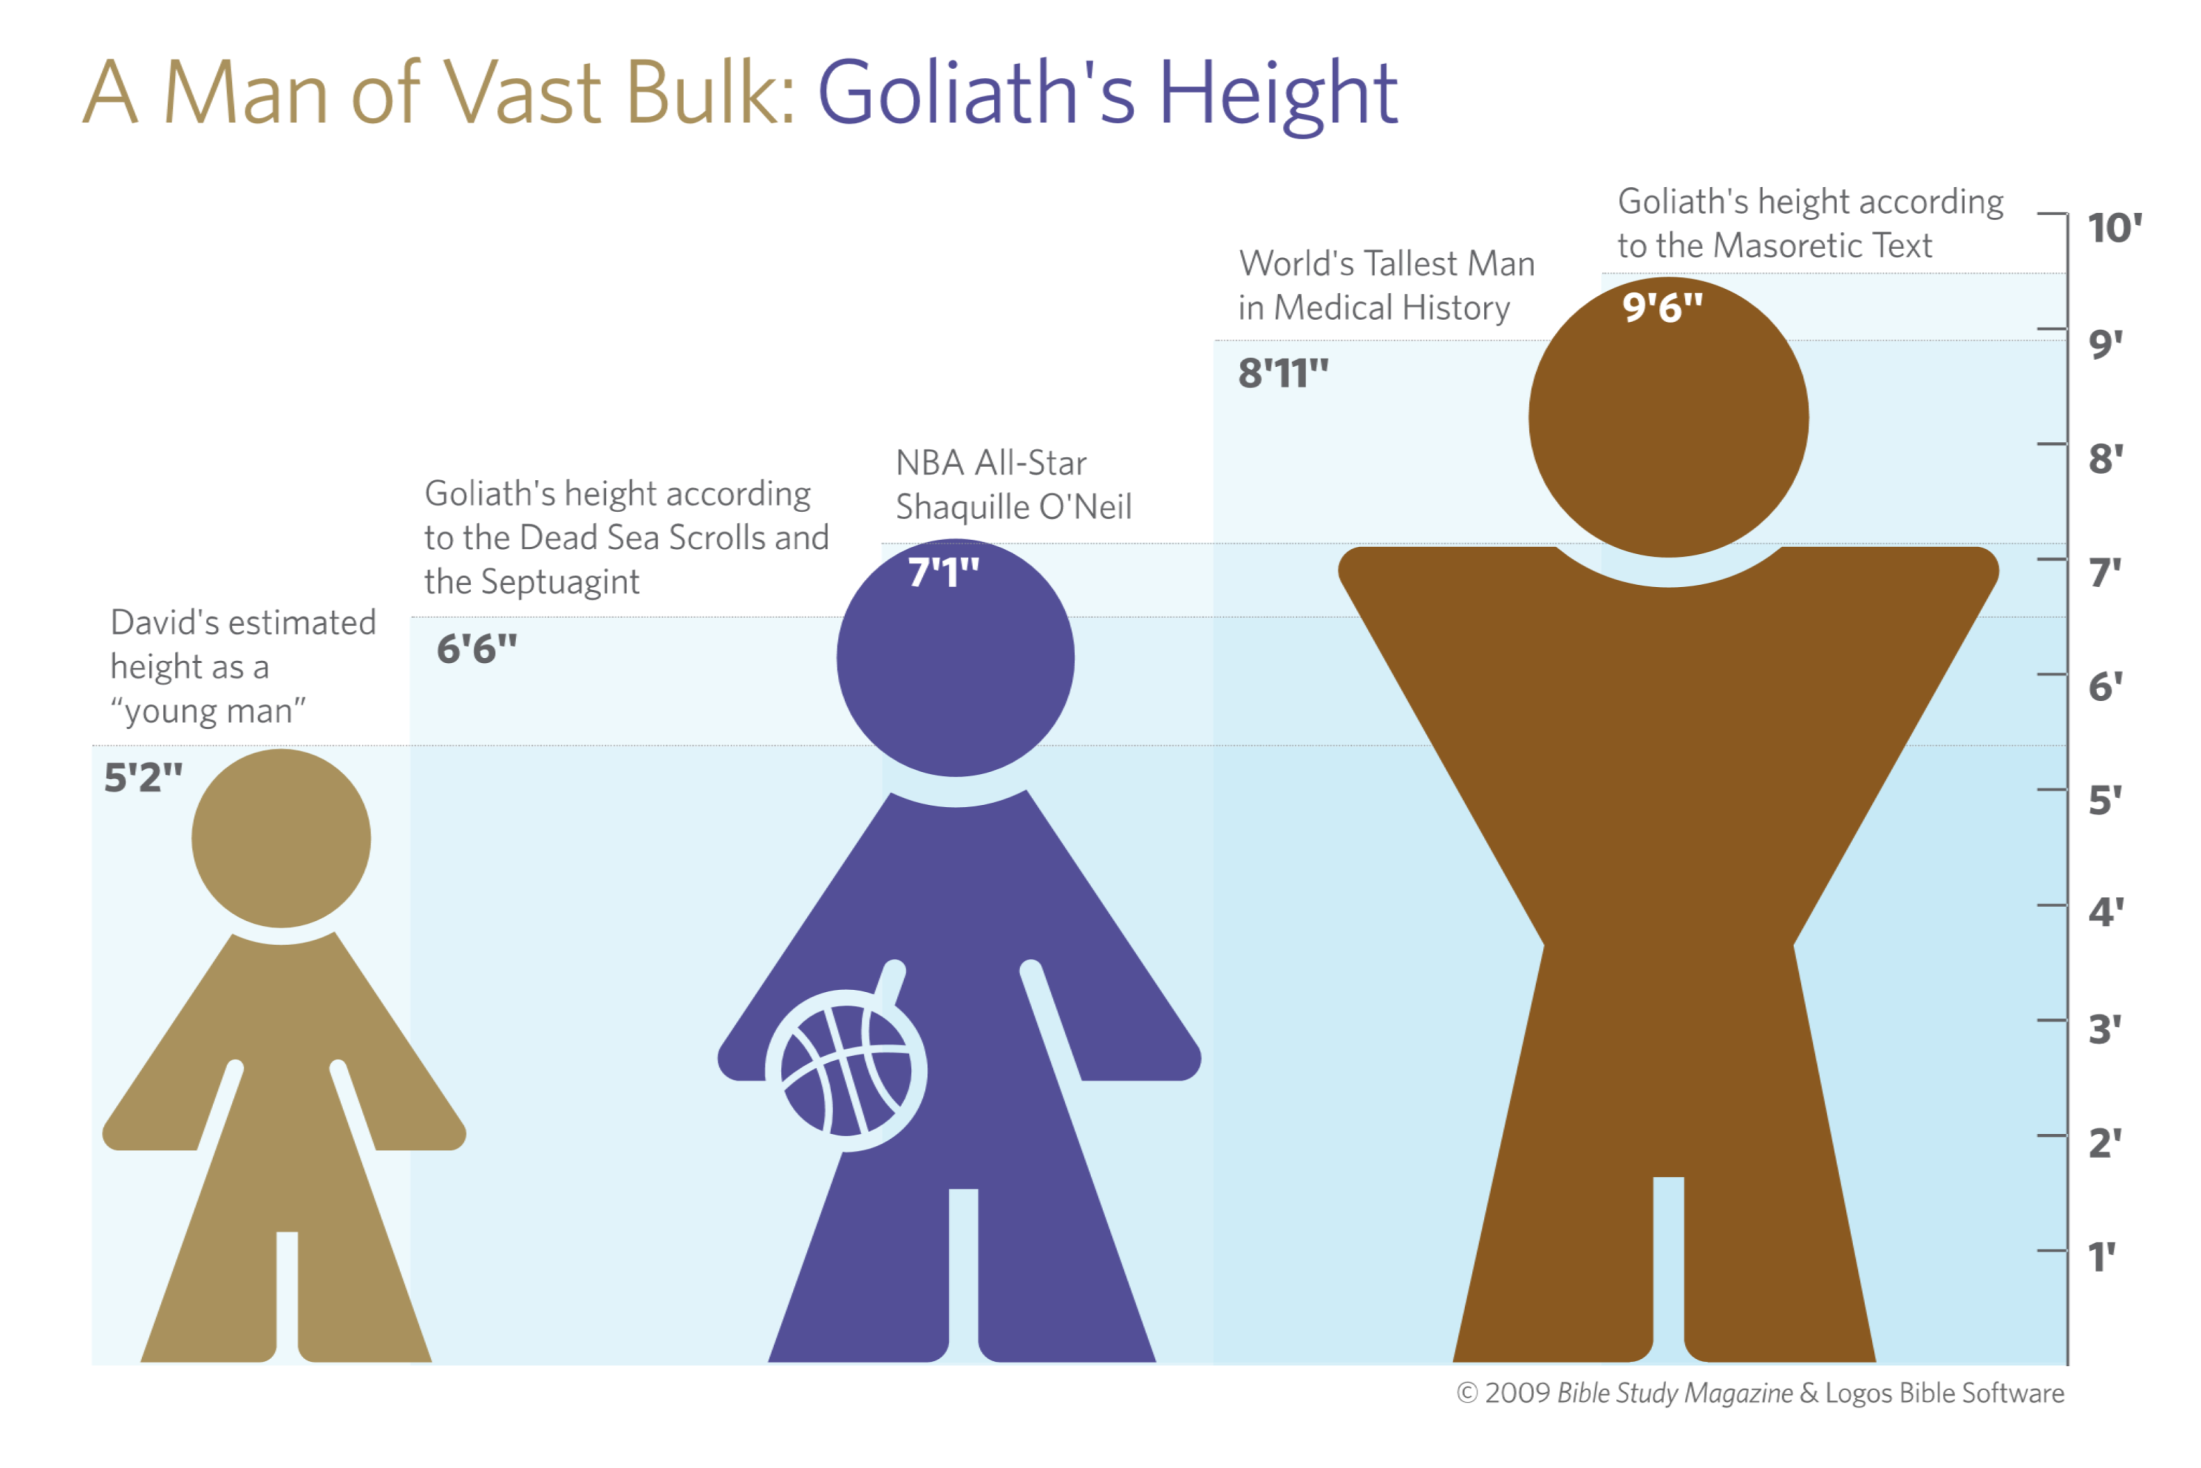 A Man of Vast Bulk: Goliath's Height
David's estimated
height as a
“young man”
5'2"
Goliath's height according
to the Dead Sea Scrolls and
the Septuagint
6'6"
NBA All-Star
Shaquille O'Neil
7'1"
World's Tallest Man
in Medical History
8'11"
Goliath's height according
to the Masoretic Text
9'6"
10'
9'
8'
7'
6'
5'
4'
3'
2'
1'
© 2009 Bible Study Magazine & Logos Bible Software